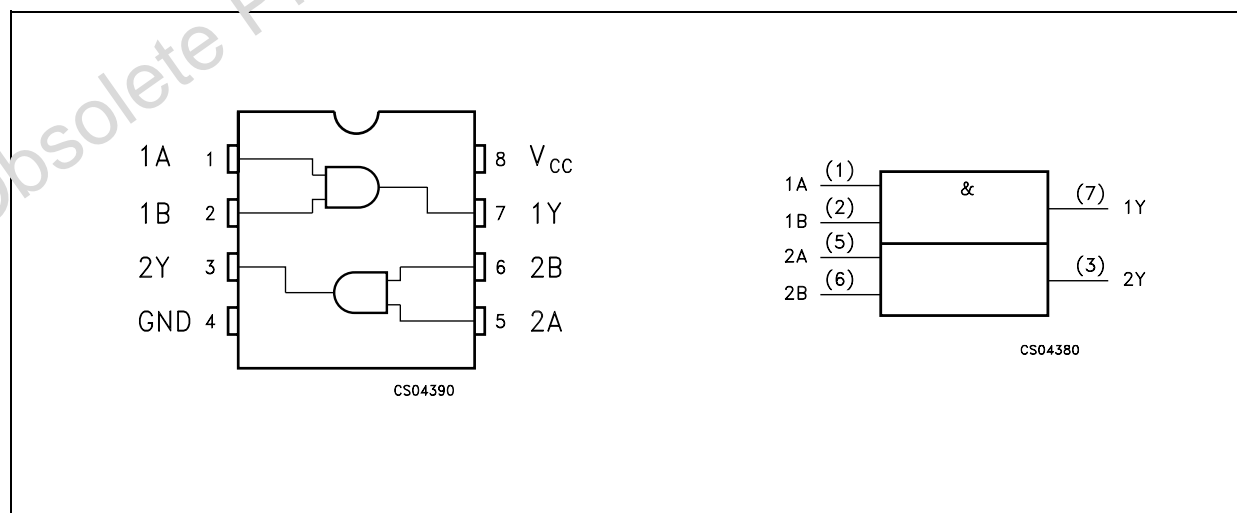 obsolete P
1A 1
1B 2
2Y 3
GND 4
8 VCC
7 1Y
6 2B
5 2A
CS04390
1A (1)
1B (2)
2A (5)
2B (6)
&
(7) 1Y
(3) 2Y
CS04380